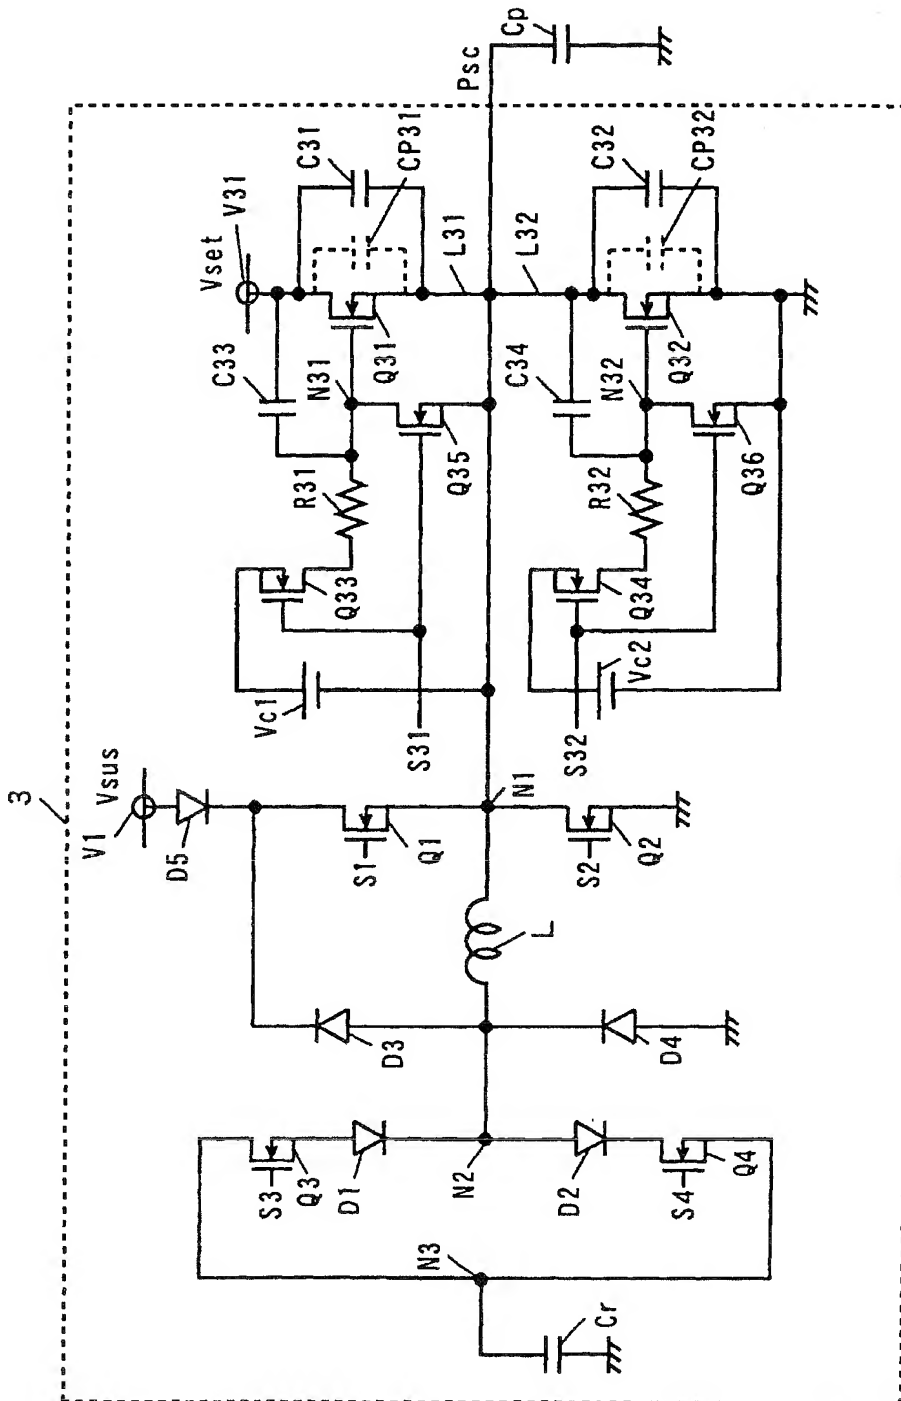 3
V1
Vsus
D5
Vset
V31
C33
C31
CP31
N31
Q31
L31
R31
Q33
Q35
Vc1
S31
Psc
Cp
S1
Q1
N1
L
D3
S3
Q3
D1
N2
N3
Cr
D2
S4
Q4
D4
S2
Q2
S32
Vc2
Q34
R32
N32
C34
L32
C32
CP32
Q32
Q36